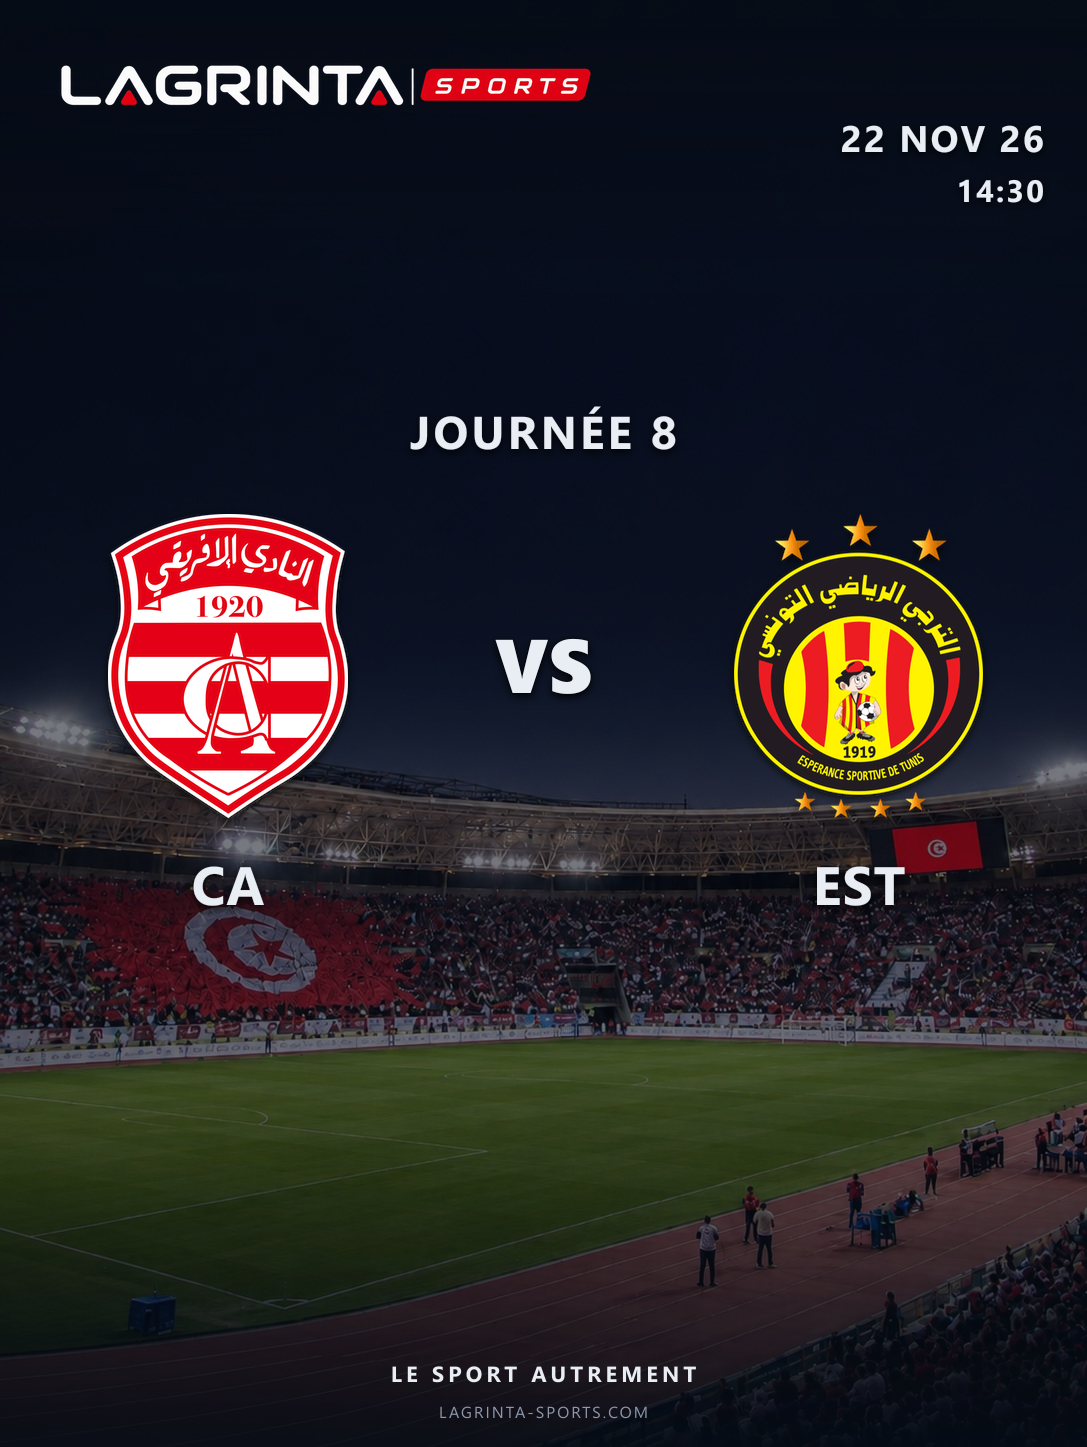 LAGRINTA SPORTS
22 NOV 26
14:30
JOURNÉE 8
النادي الإفريقي
1920
CA
VS
الترجي الرياضي التونسي
1919
ESPERANCE SPORTIVE DE TUNIS
CA
EST
LE SPORT AUTREMENT
LAGRINTA-SPORTS.COM